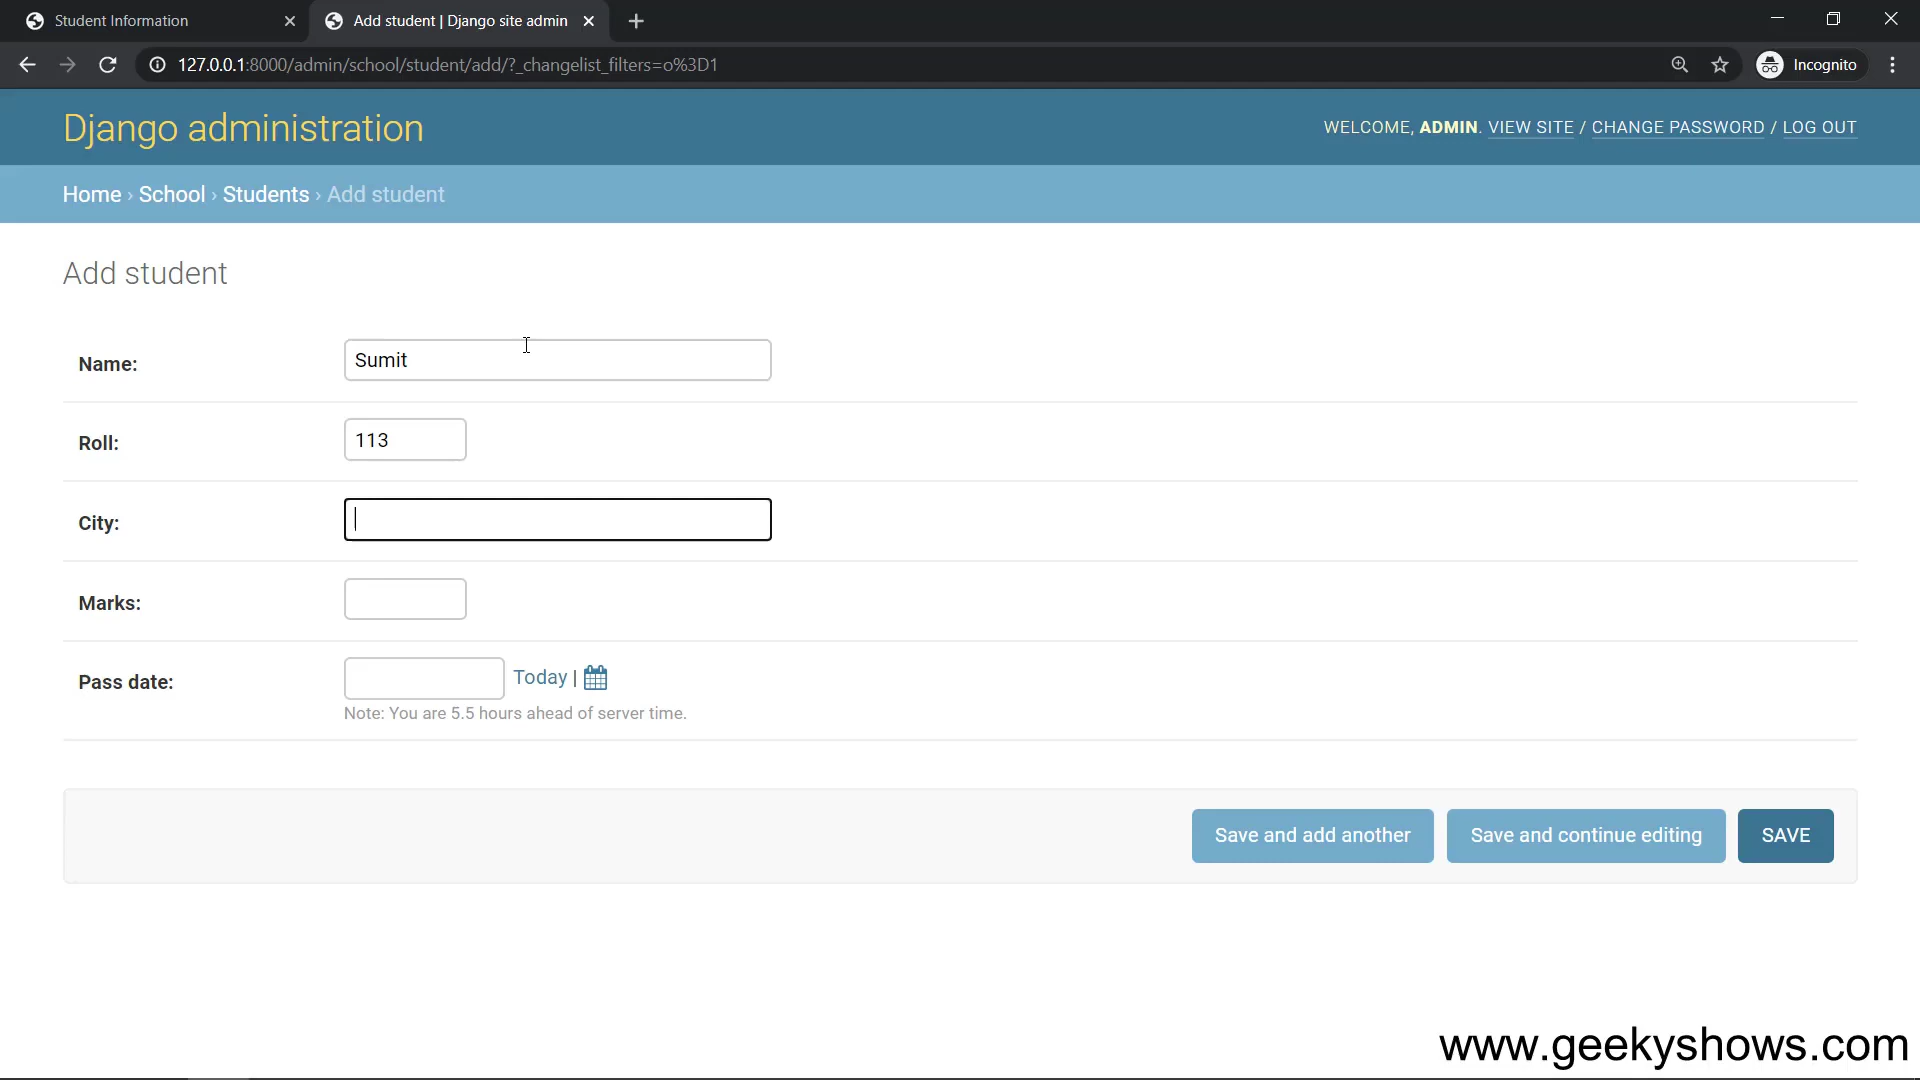 Student Information
Add student | Django site admin
127.0.0.1:8000/admin/school/student/add/?_changelist_filters=o%3D1
Incognito
Django administration
WELCOME, ADMIN. VIEW SITE / CHANGE PASSWORD / LOG OUT
Home › School › Students › Add student
Add student
Name: Sumit
Roll: 113
City:
Marks:
Pass date: Today |
Note: You are 5.5 hours ahead of server time.
Save and add another Save and continue editing SAVE
www.geekyshows.com